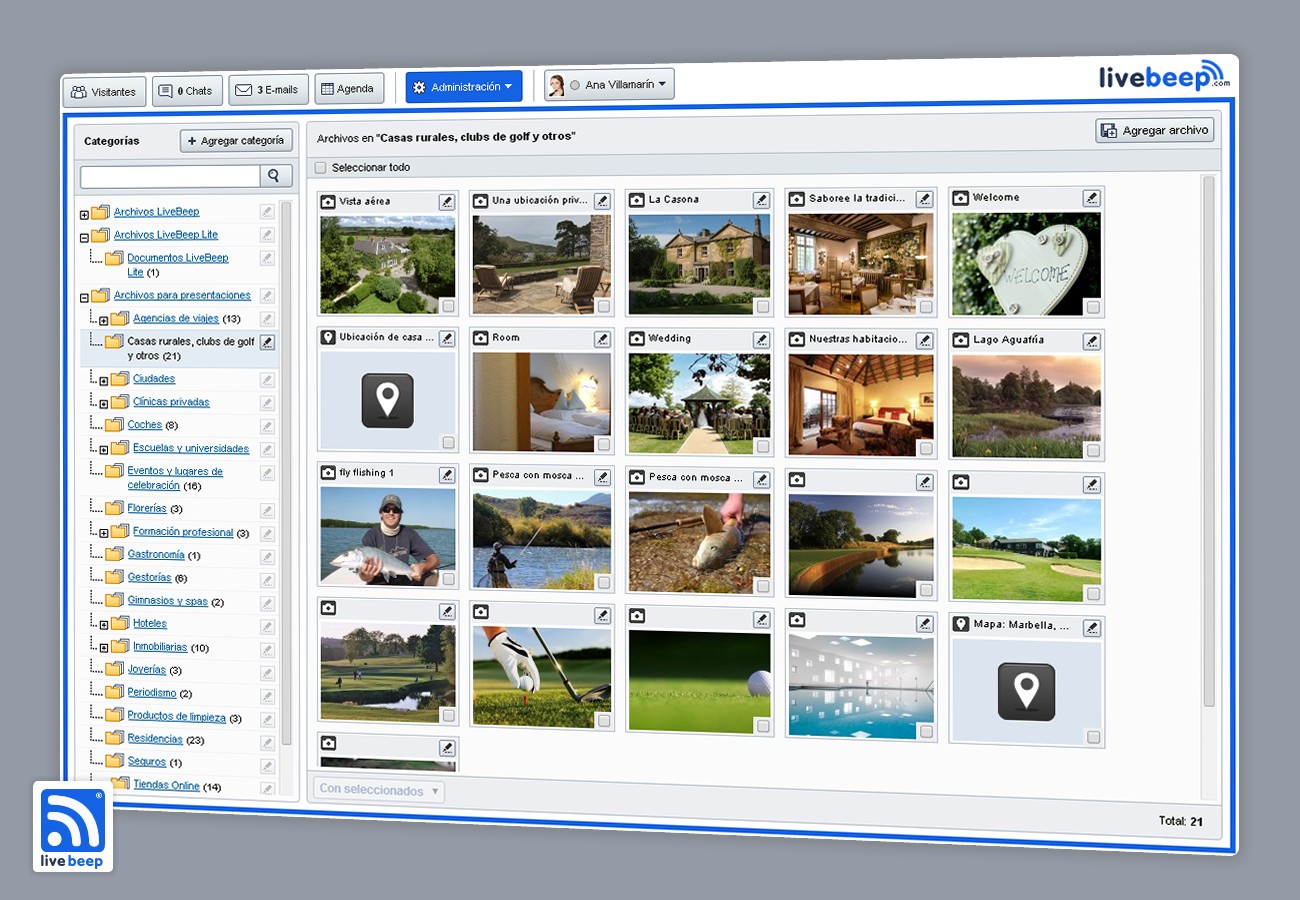 Visitantes
0 Chats
3 E-mails
Agenda
Administración
Ana Villamarín
livebeep.com
Categorías
+ Agregar categoría
Archivos en "Casas rurales, clubs de golf y otros"
Agregar archivo
Seleccionar todo
Archivos LiveBeep
Archivos LiveBeep Lite
Documentos LiveBeep
Lite (1)
Archivos para presentaciones
Agencias de viajes (13)
Casas rurales, clubs de golf
y otros (21)
Ciudades
Clínicas privadas
Coches (8)
Escuelas y universidades
Eventos y lugares de
celebración (16)
Florerías (3)
Formación profesional (3)
Gastronomía (1)
Gestorías (6)
Gimnasios y spas (2)
Hoteles
Inmobiliarias (10)
Joyerías (3)
Periodismo (2)
Productos de limpieza (3)
Residencias (23)
Seguros (1)
Tiendas Online (14)
Vista aérea
Una ubicación priv...
La Casona
Saboree la tradici...
Welcome
WELCOME
Ubicación de casa ...
Room
Wedding
Nuestras habitacio...
Lago Aguafría
fly flishing 1
Pesca con mosca ...
Pesca con mosca ...
Mapa: Marbella, ...
Con seleccionados
Total: 21
livebeep
®